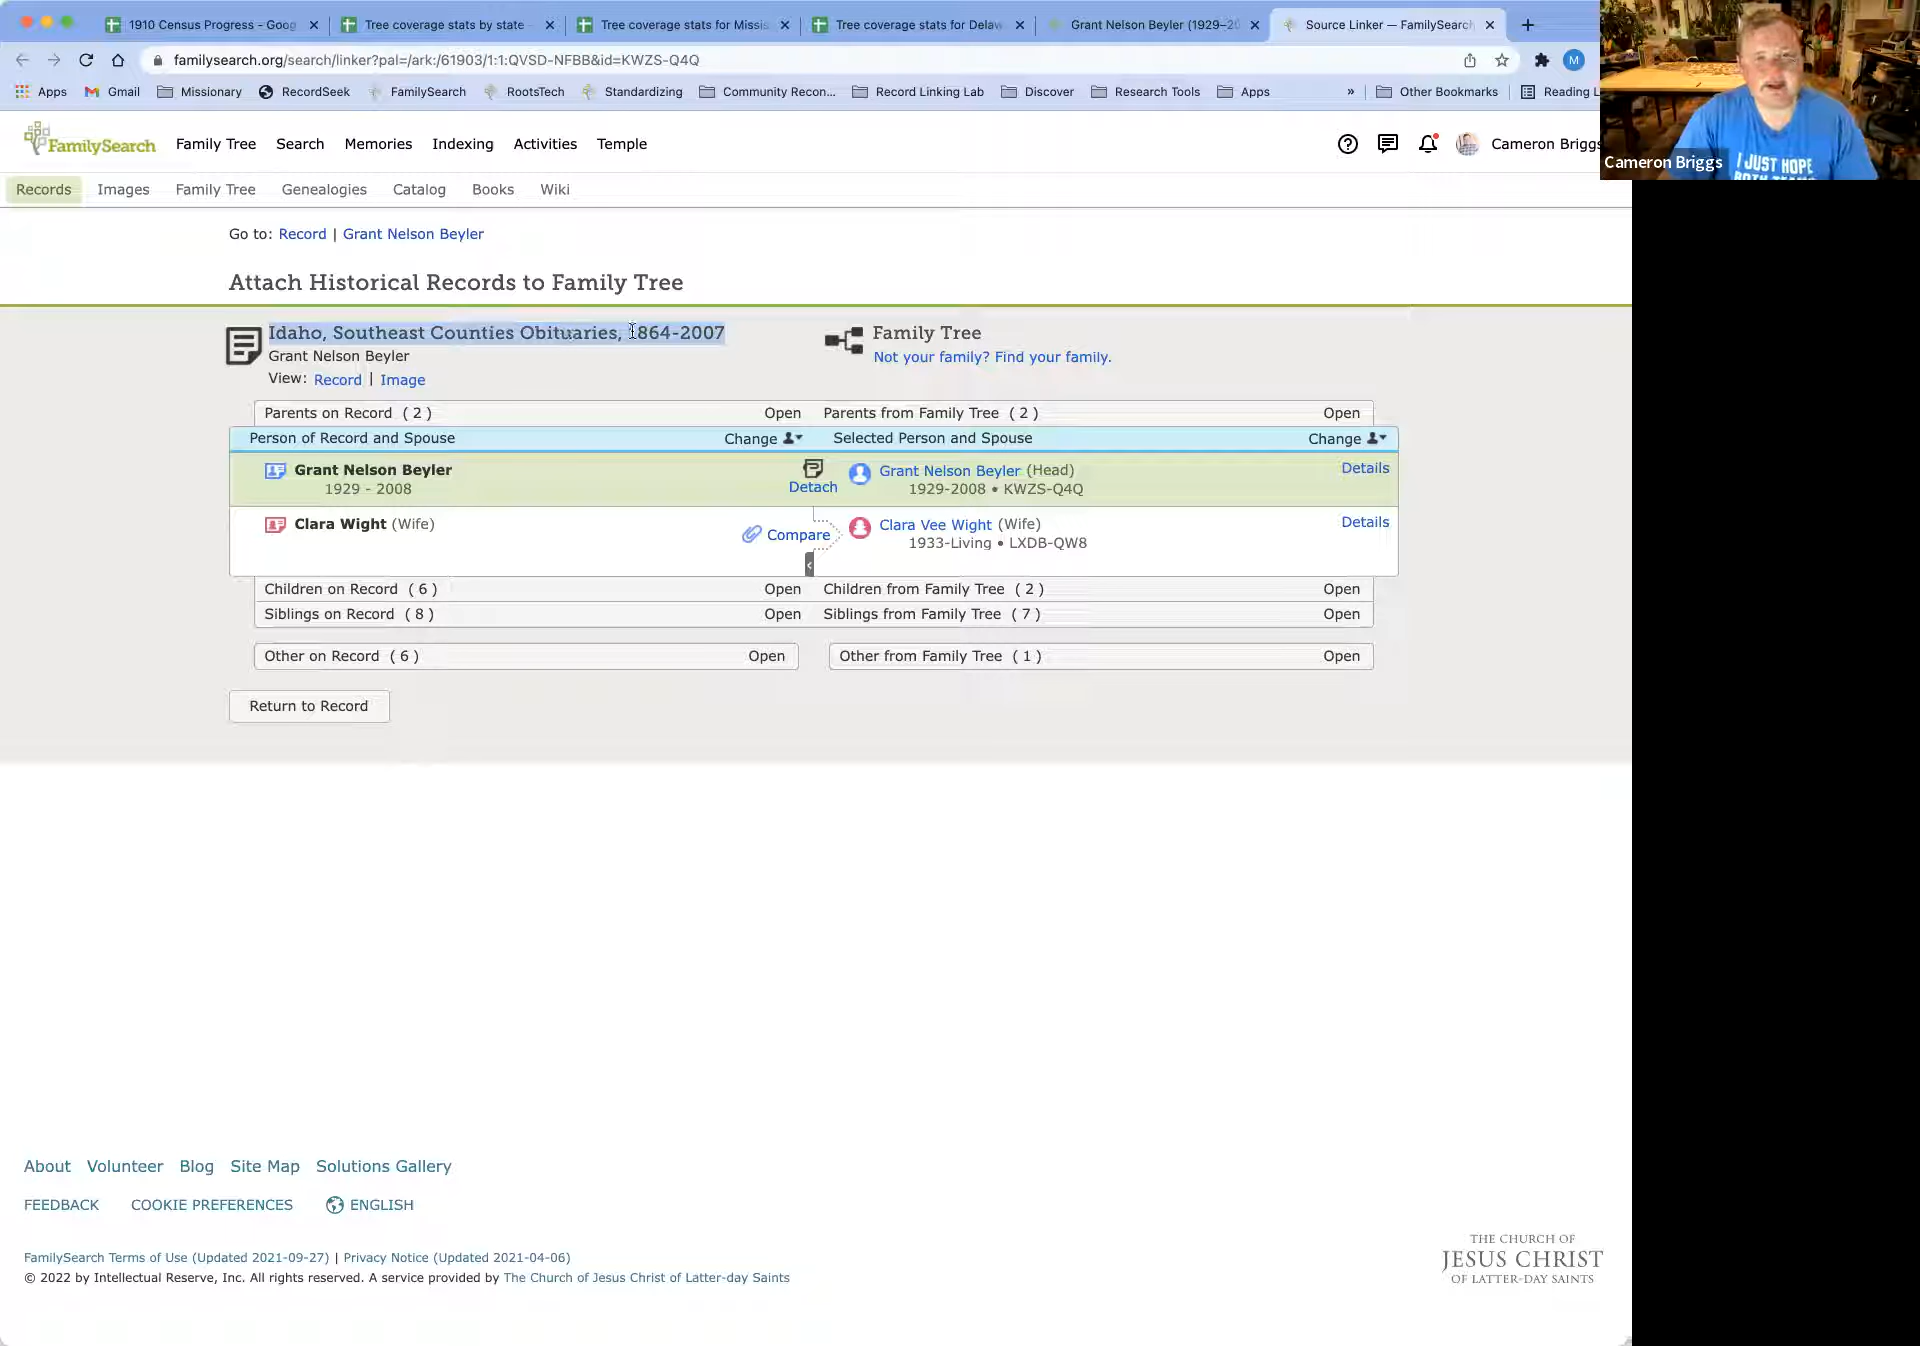 1910 Census Progress - Goog
Tree coverage stats by state -
Tree coverage stats for Missis
Tree coverage stats for Delaw
Grant Nelson Beyler (1929–20
Source Linker — FamilySearch
familysearch.org/search/linker?pal=/ark:/61903/1:1:QVSD-NFBB&id=KWZS-Q4Q
M
Apps Gmail Missionary RecordSeek FamilySearch RootsTech Standardizing Community Recon... Record Linking Lab Discover Research Tools Apps » Other Bookmarks Reading L
FamilySearch Family Tree Search Memories Indexing Activities Temple
Cameron Briggs
Cameron Briggs
I JUST HOPE
BOTH TEAMS
Records Images Family Tree Genealogies Catalog Books Wiki
Go to: Record | Grant Nelson Beyler
Attach Historical Records to Family Tree
Idaho, Southeast Counties Obituaries, 1864-2007
Grant Nelson Beyler
View: Record | Image
Family Tree
Not your family? Find your family.
Parents on Record ( 2 ) Open Parents from Family Tree ( 2 ) Open
Person of Record and Spouse Change Selected Person and Spouse Change
Grant Nelson Beyler
1929 - 2008
Detach
Grant Nelson Beyler (Head) Details
1929-2008 • KWZS-Q4Q
Clara Wight (Wife)
Compare
Clara Vee Wight (Wife) Details
1933-Living • LXDB-QW8
Children on Record ( 6 ) Open Children from Family Tree ( 2 ) Open
Siblings on Record ( 8 ) Open Siblings from Family Tree ( 7 ) Open
Other on Record ( 6 ) Open Other from Family Tree ( 1 ) Open
Return to Record
About Volunteer Blog Site Map Solutions Gallery
FEEDBACK COOKIE PREFERENCES ENGLISH
FamilySearch Terms of Use (Updated 2021-09-27) | Privacy Notice (Updated 2021-04-06)
© 2022 by Intellectual Reserve, Inc. All rights reserved. A service provided by The Church of Jesus Christ of Latter-day Saints
THE CHURCH OF
JESUS CHRIST
OF LATTER-DAY SAINTS